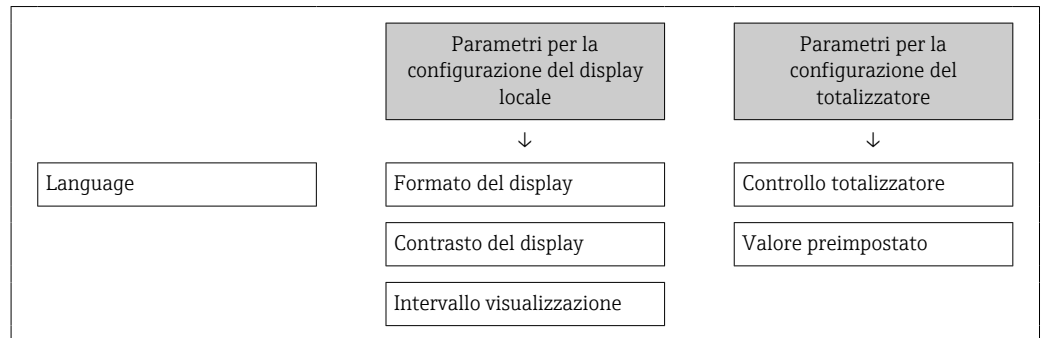 Parametri per la
configurazione del display
locale
Parametri per la
configurazione del
totalizzatore
↓
↓
Language
Formato del display
Controllo totalizzatore
Contrasto del display
Valore preimpostato
Intervallo visualizzazione